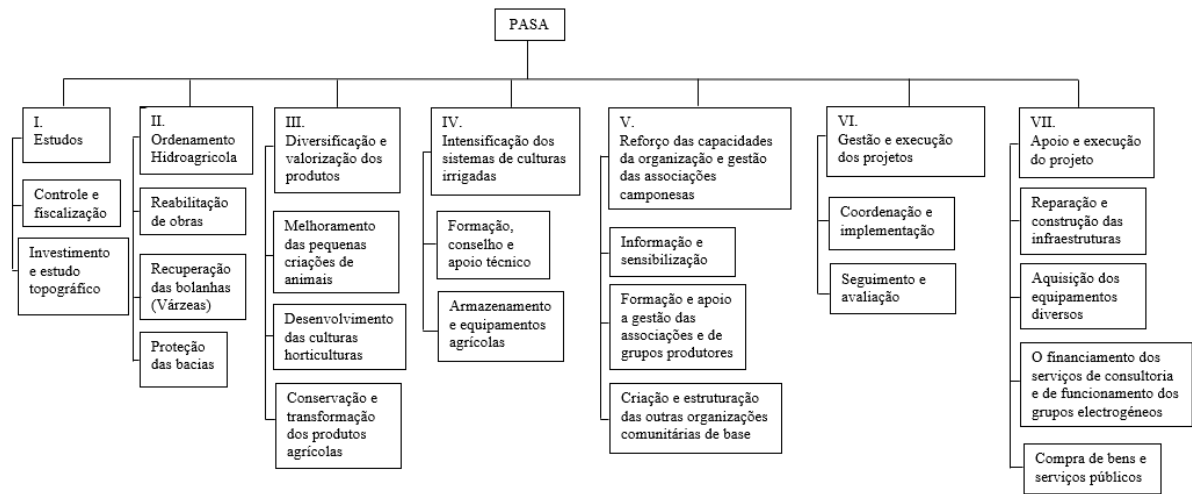 PASA
I.
Estudos
Controle e
fiscalização
Investimento
e estudo
topográfico
II.
Ordenamento
Hidroagricola
Reabilitação
de obras
Recuperação
das bolanhas
(Várzeas)
Proteção
das bacias
III.
Diversificação e
valorização dos
produtos
Melhoramento
das pequenas
criações de
animais
Desenvolvimento
das culturas
horticulturas
Conservação e
transformação
dos produtos
agrícolas
IV.
Intensificação dos
sistemas de culturas
irrigadas
Formação,
conselho e
apoio técnico
Armazenamento
e equipamentos
agrícolas
V.
Reforço das capacidades
da organização e gestão
das associações
camponesas
Informação e
sensibilização
Formação e apoio
a gestão das
associações e de
grupos produtores
Criação e estruturação
das outras organizações
comunitárias de base
VI.
Gestão e execução
dos projetos
Coordenação e
implementação
Seguimento e
avaliação
VII.
Apoio e execução
do projeto
Reparação e
construção das
infraestruturas
Aquisição dos
equipamentos
diversos
O financiamento dos
serviços de consultoria
e de funcionamento dos
grupos electrogéneos
Compra de bens e
serviços públicos